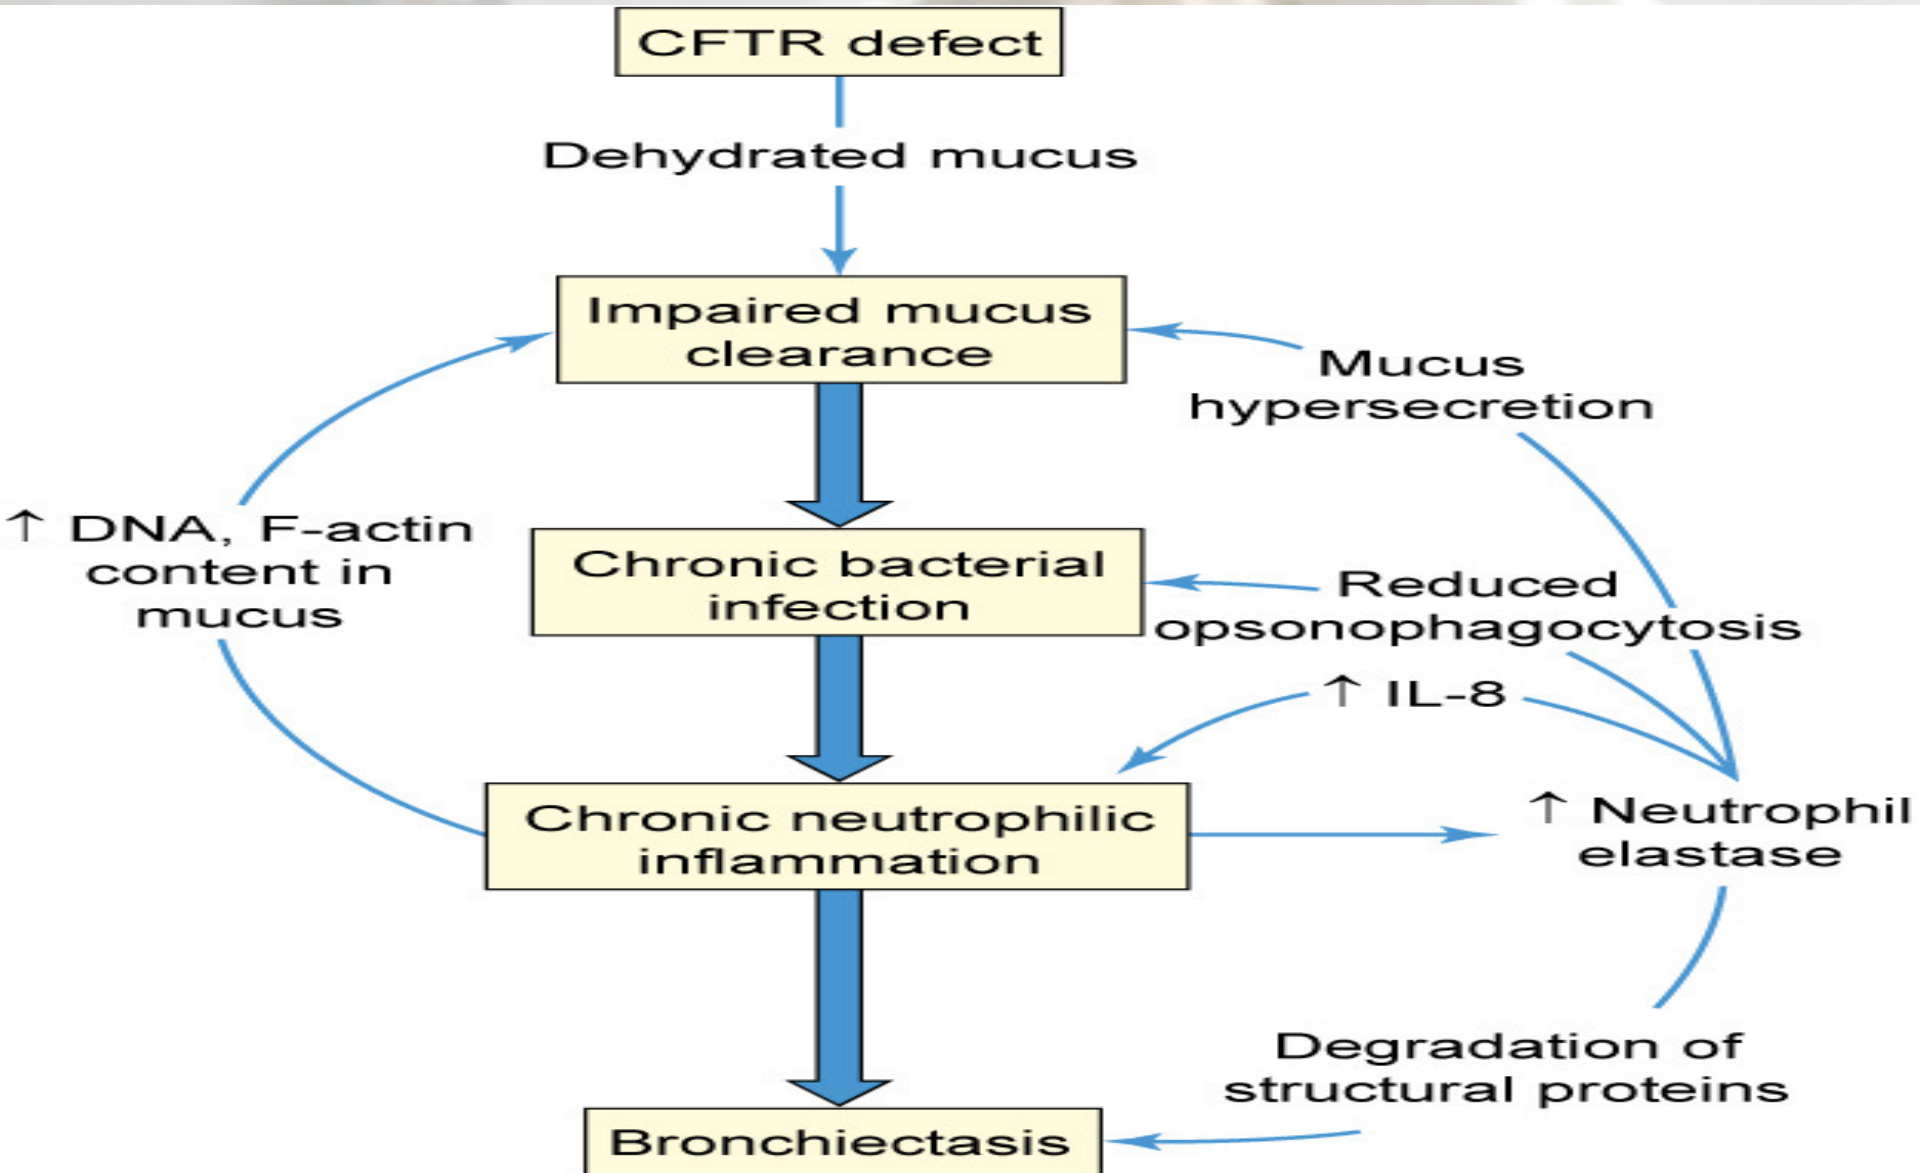 CFTR defect
Dehydrated mucus
Impaired mucus
clearance
Mucus
hypersecretion
↑ DNA, F-actin
content in
mucus
Chronic bacterial
infection
Reduced
opsonophagocytosis
↑ IL-8
Chronic neutrophilic
inflammation
↑ Neutrophil
elastase
Degradation of
structural proteins
Bronchiectasis